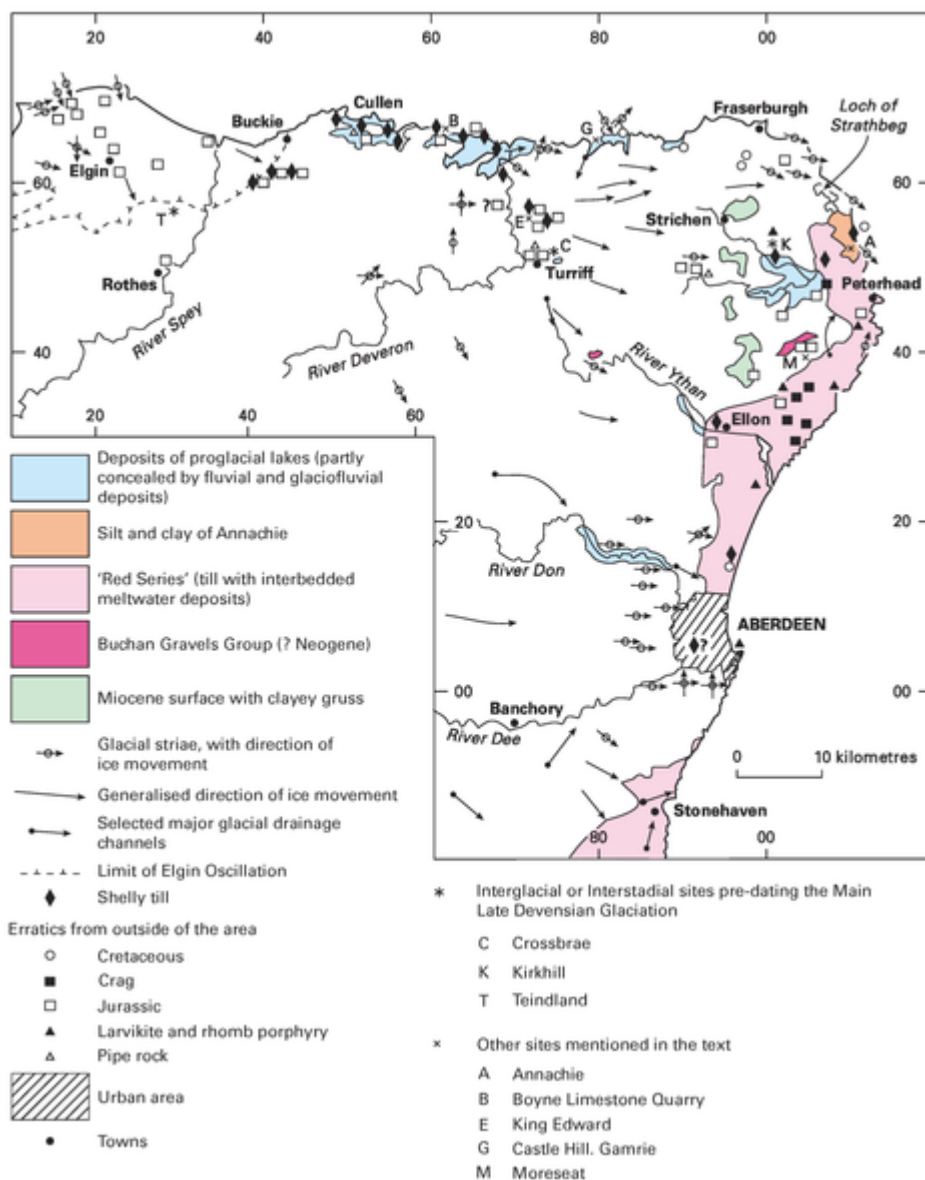 20
40
60
80
00
Cullen
Buckie
B
G
Fraserburgh
Loch of
Strathbeg
Elgin
60
60
T
E
?
Strichen
K
A
C
Turriff
Rothes
Peterhead
River Spey
River Deveron
River Ythan
M
40
40
20
40
60
Ellon
20
20
River Don
ABERDEEN
?
00
00
Banchory
River Dee
0
10 kilometres
Stonehaven
80
00
Deposits of proglacial lakes (partly
concealed by fluvial and glaciofluvial
deposits)
Silt and clay of Annachie
'Red Series' (till with interbedded
meltwater deposits)
Buchan Gravels Group (? Neogene)
Miocene surface with clayey gruss
Glacial striae, with direction of
ice movement
Generalised direction of ice movement
Selected major glacial drainage
channels
Limit of Elgin Oscillation
Shelly till
Erratics from outside of the area
Cretaceous
Crag
Jurassic
Larvikite and rhomb porphyry
Pipe rock
Urban area
Towns
* Interglacial or Interstadial sites pre-dating the Main
Late Devensian Glaciation
C Crossbrae
K Kirkhill
T Teindland
× Other sites mentioned in the text
A Annachie
B Boyne Limestone Quarry
E King Edward
G Castle Hill. Gamrie
M Moreseat